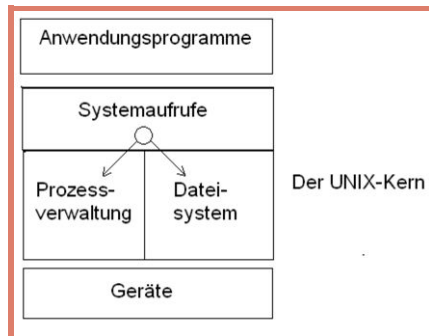 Anwendungsprogramme
Systemaufrufe
Prozess-
verwaltung
Datei-
system
Der UNIX-Kern
Geräte